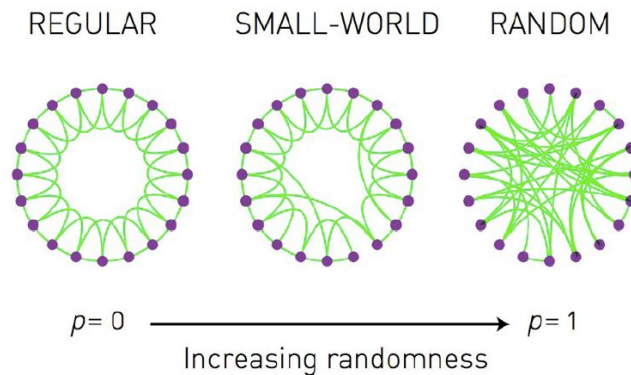 REGULAR SMALL-WORLD RANDOM
p= 0 p= 1
Increasing randomness